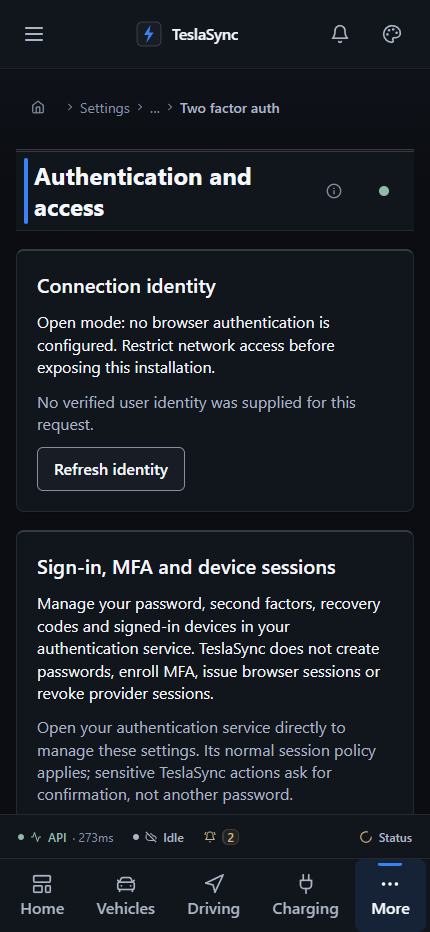 TeslaSync
Settings
...
Two factor auth
Authentication and
access
Connection identity
Open mode: no browser authentication is
configured. Restrict network access before
exposing this installation.
No verified user identity was supplied for this
request.
Refresh identity
Sign-in, MFA and device sessions
Manage your password, second factors, recovery
codes and signed-in devices in your
authentication service. TeslaSync does not create
passwords, enroll MFA, issue browser sessions or
revoke provider sessions.
Open your authentication service directly to
manage these settings. Its normal session policy
applies; sensitive TeslaSync actions ask for
confirmation, not another password.
API · 273ms
Idle
2
Status
Home
Vehicles
Driving
Charging
More